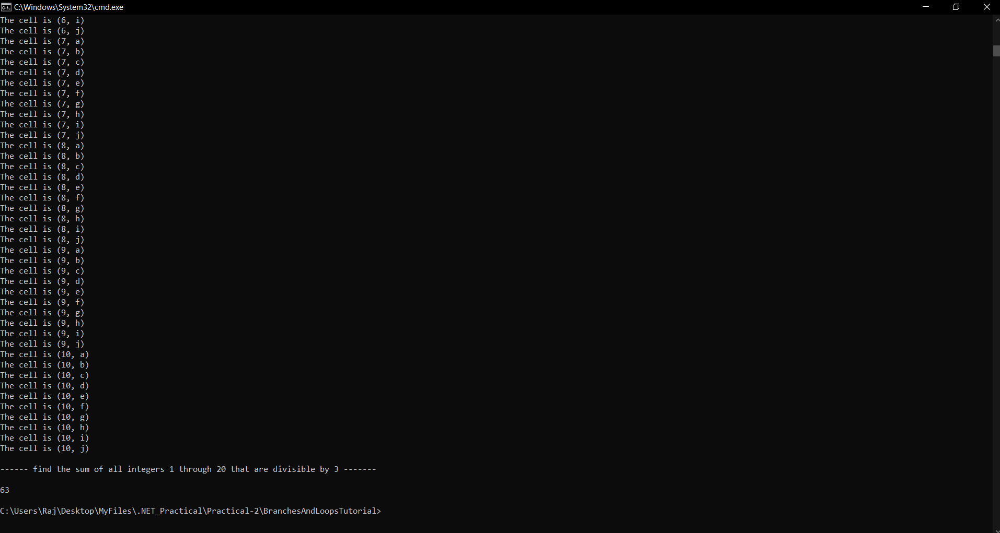 C:\Windows\System32\cmd.exe
The cell is (6, i)
The cell is (6, j)
The cell is (7, a)
The cell is (7, b)
The cell is (7, c)
The cell is (7, d)
The cell is (7, e)
The cell is (7, f)
The cell is (7, g)
The cell is (7, h)
The cell is (7, i)
The cell is (7, j)
The cell is (8, a)
The cell is (8, b)
The cell is (8, c)
The cell is (8, d)
The cell is (8, e)
The cell is (8, f)
The cell is (8, g)
The cell is (8, h)
The cell is (8, i)
The cell is (8, j)
The cell is (9, a)
The cell is (9, b)
The cell is (9, c)
The cell is (9, d)
The cell is (9, e)
The cell is (9, f)
The cell is (9, g)
The cell is (9, h)
The cell is (9, i)
The cell is (9, j)
The cell is (10, a)
The cell is (10, b)
The cell is (10, c)
The cell is (10, d)
The cell is (10, e)
The cell is (10, f)
The cell is (10, g)
The cell is (10, h)
The cell is (10, i)
The cell is (10, j)
------ find the sum of all integers 1 through 20 that are divisible by 3 -------
63
C:\Users\Raj\Desktop\MyFiles\.NET_Practical\Practical-2\BranchesAndLoopsTutorial>